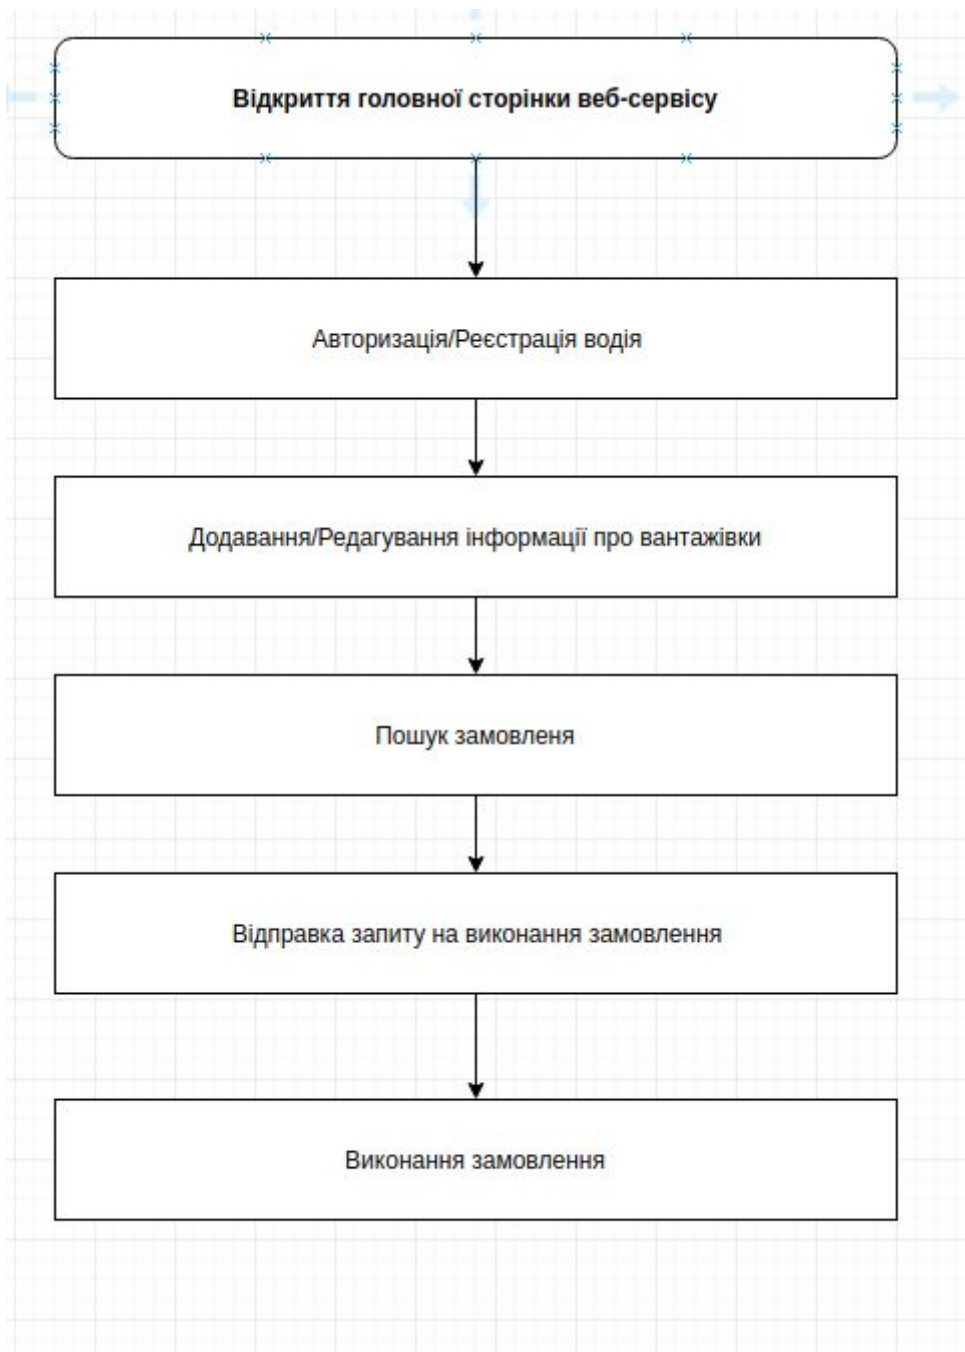 Відкриття головної сторінки веб-сервісу
Авторизація/Реєстрація водія
Додавання/Редагування інформації про вантажівки
Пошук замовленя
Відправка запиту на виконання замовлення
Виконання замовлення